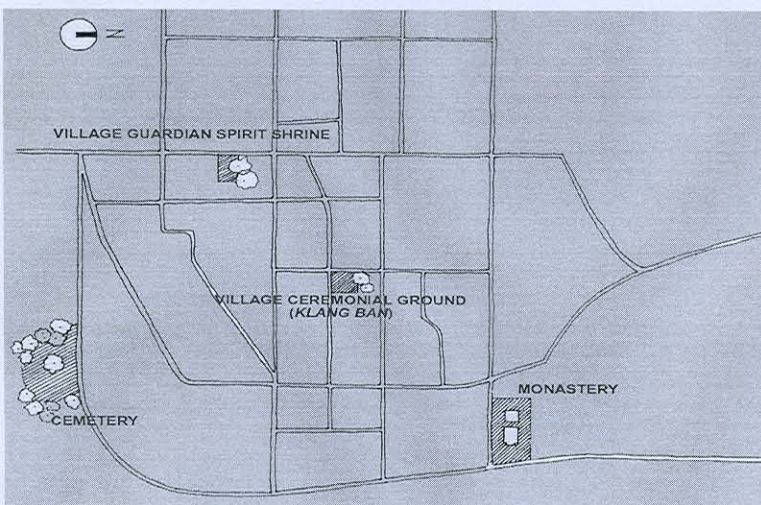 N
VILLAGE GUARDIAN SPIRIT SHRINE
VILLAGE CEREMONIAL GROUND
(KLANG BAN)
MONASTERY
CEMETERY